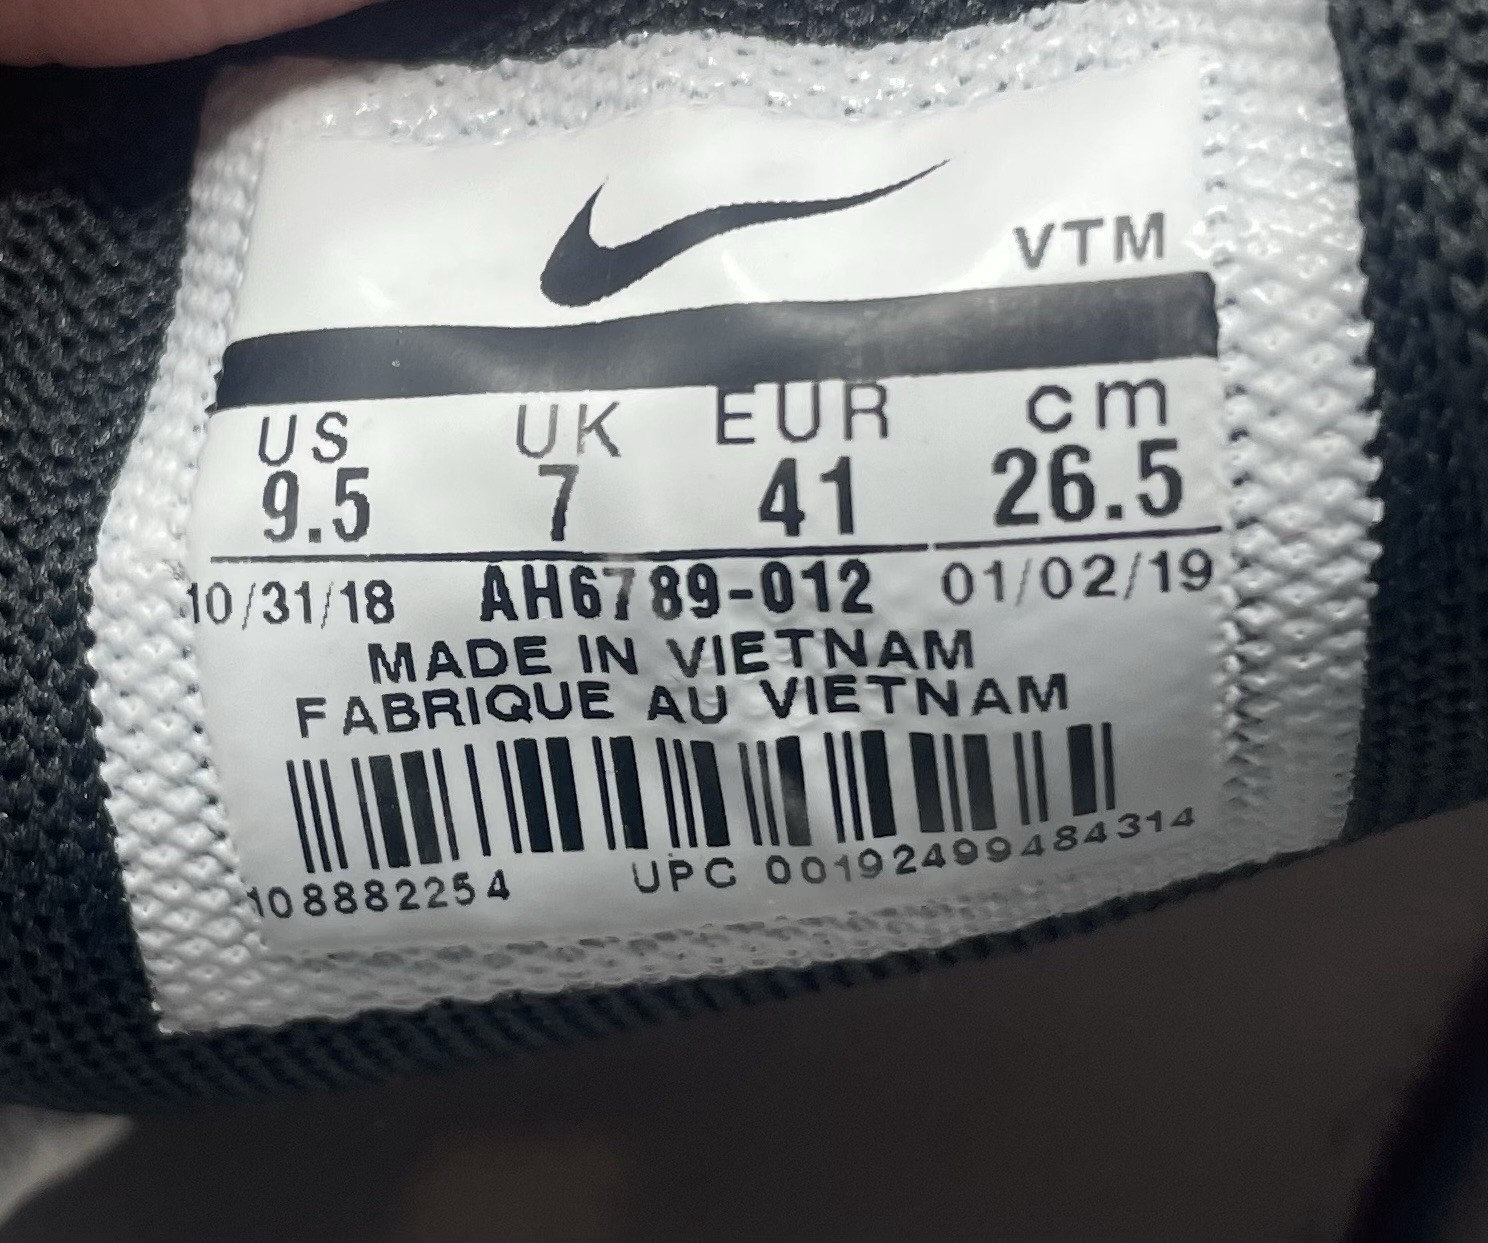 VTM
US UK EUR cm
9.5 7 41 26.5
10/31/18 AH6789-012 01/02/19
MADE IN VIETNAM
FABRIQUE AU VIETNAM
108882254 UPC 00192499484314